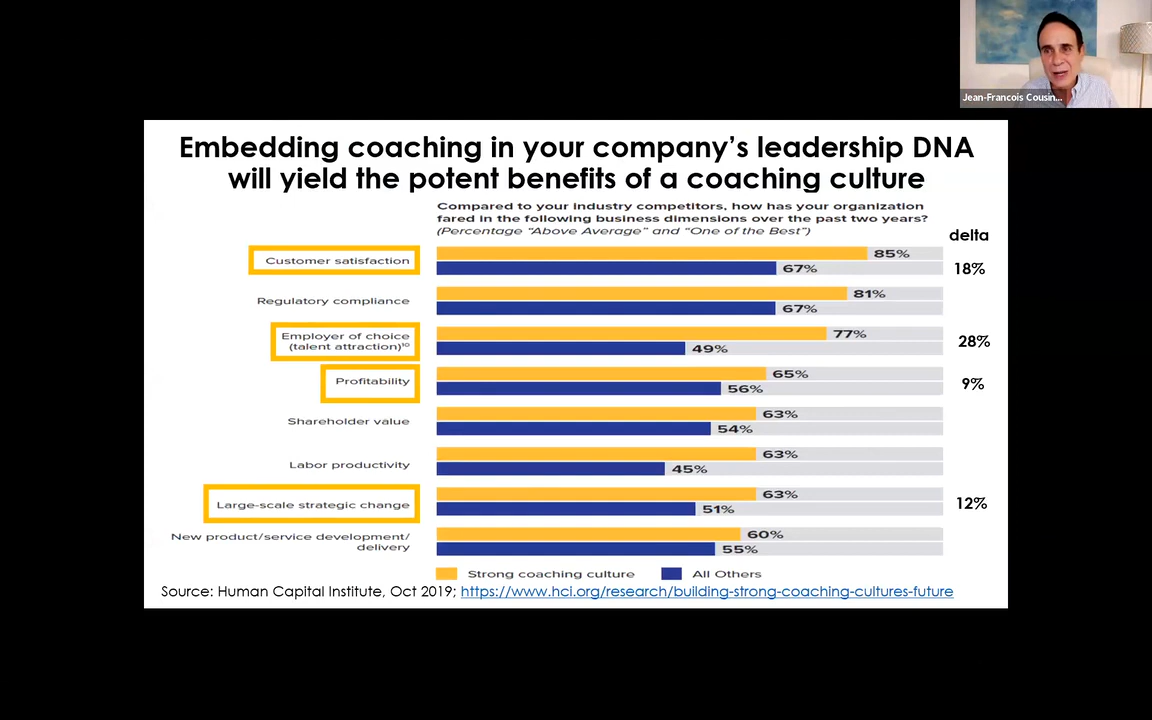 Jean-Francois Cousin...
Embedding coaching in your company's leadership DNA
will yield the potent benefits of a coaching culture
Compared to your industry competitors, how has your organization
fared in the following business dimensions over the past two years?
(Percentage "Above Average" and "One of the Best")
delta
Customer satisfaction
85%
67%
18%
Regulatory compliance
81%
67%
Employer of choice
(talent attraction)¹⁰
77%
49%
28%
Profitability
65%
56%
9%
Shareholder value
63%
54%
Labor productivity
63%
45%
Large-scale strategic change
63%
51%
12%
New product/service development/
delivery
60%
55%
Strong coaching culture
All Others
Source: Human Capital Institute, Oct 2019; https://www.hci.org/research/building-strong-coaching-cultures-future